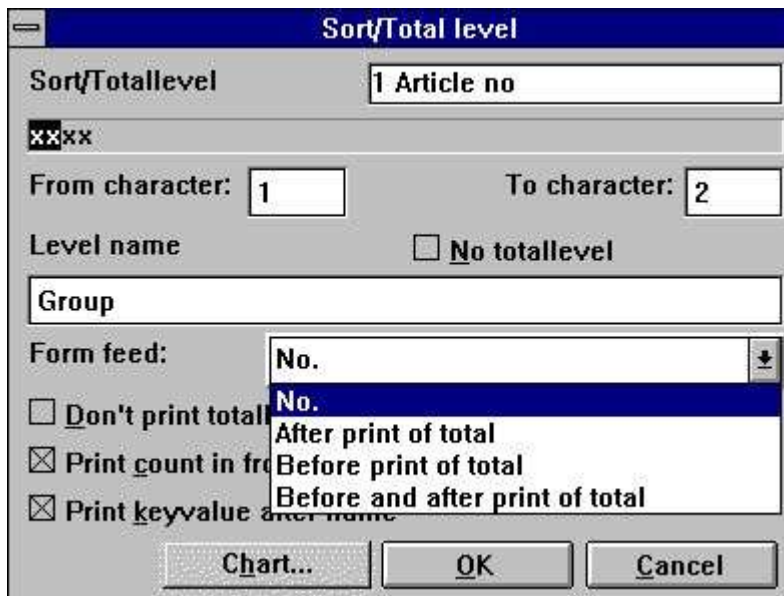 Sort/Total level
Sort/Totallevel 1 Article no
xxxx
From character: 1 To character: 2
Level name No totallevel
Group
Form feed: No.
No.
Don't print total
After print of total
Print count in fro
Before print of total
Before and after print of total
Print keyvalue after name
Chart... OK Cancel